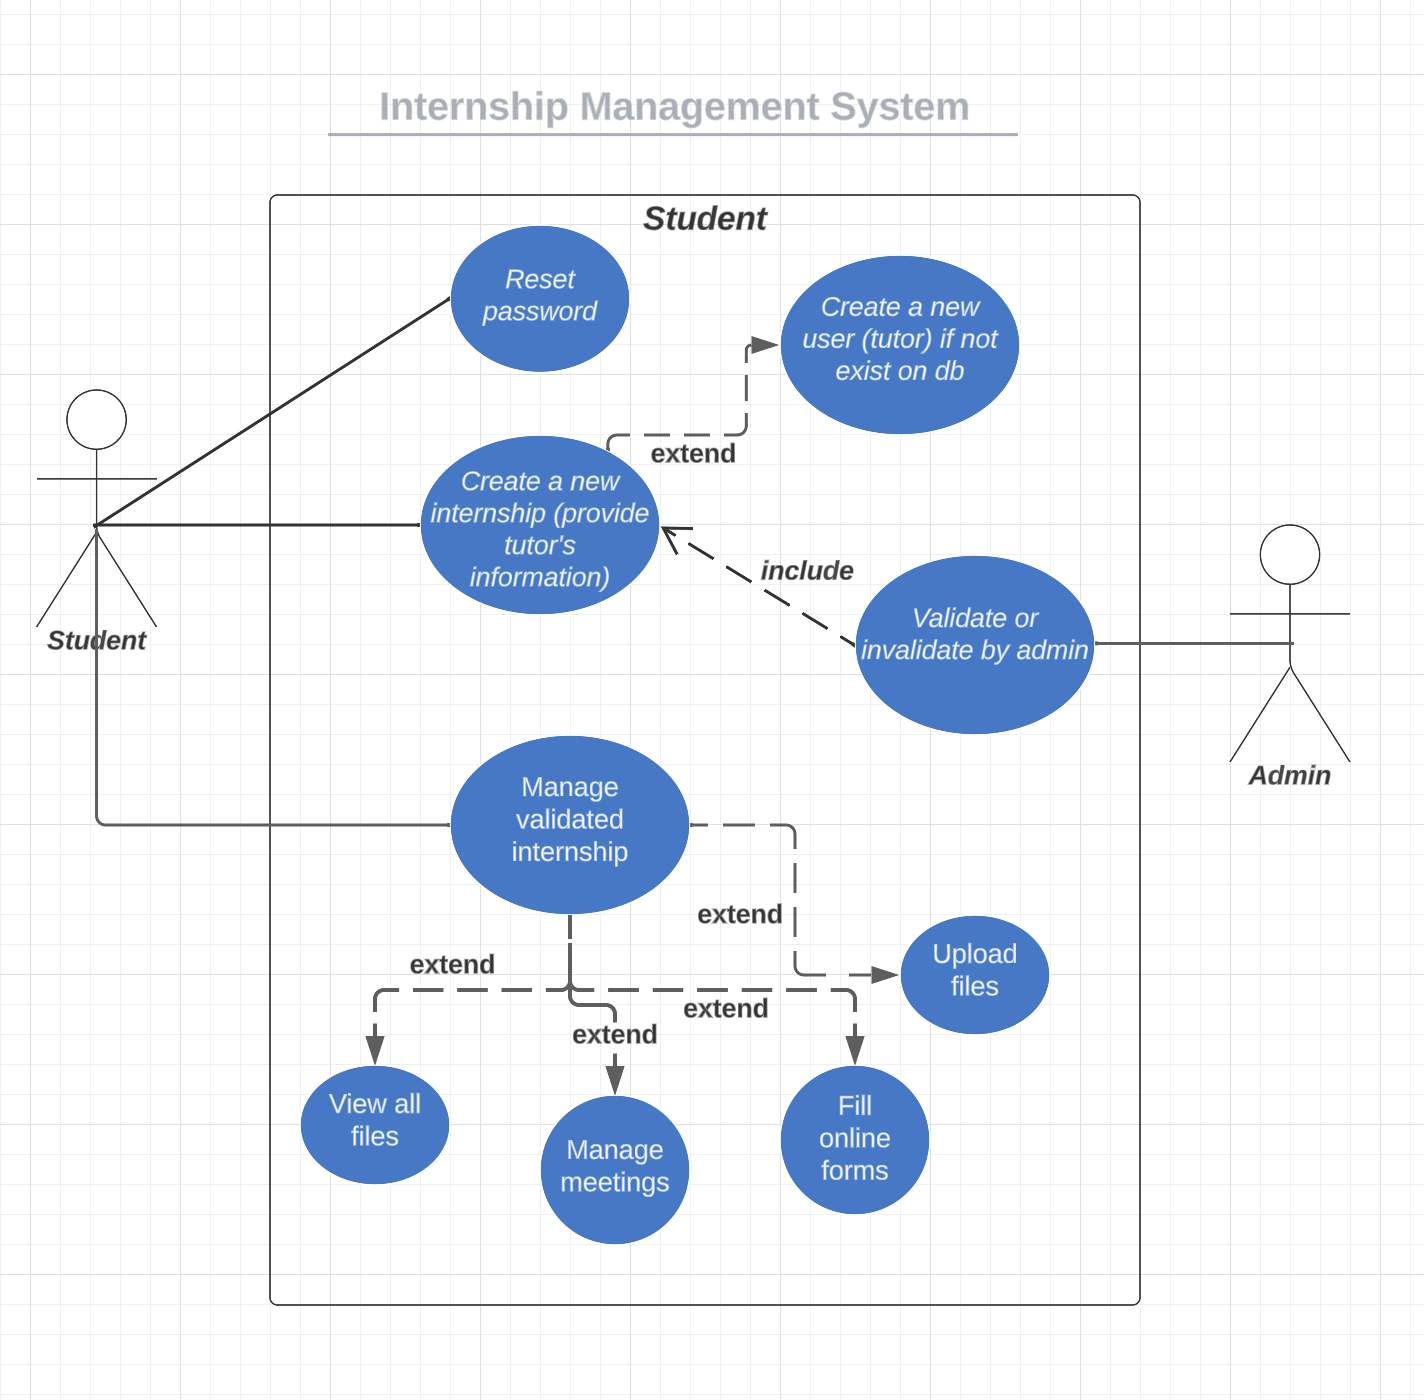 Internship Management System
Student
Reset
password
Create a new
user (tutor) if not
exist on db
extend
Create a new
internship (provide
tutor's
information)
include
Validate or
invalidate by admin
Student
Admin
Manage
validated
internship
extend
extend
extend
extend
Upload
files
View all
files
Manage
meetings
Fill
online
forms